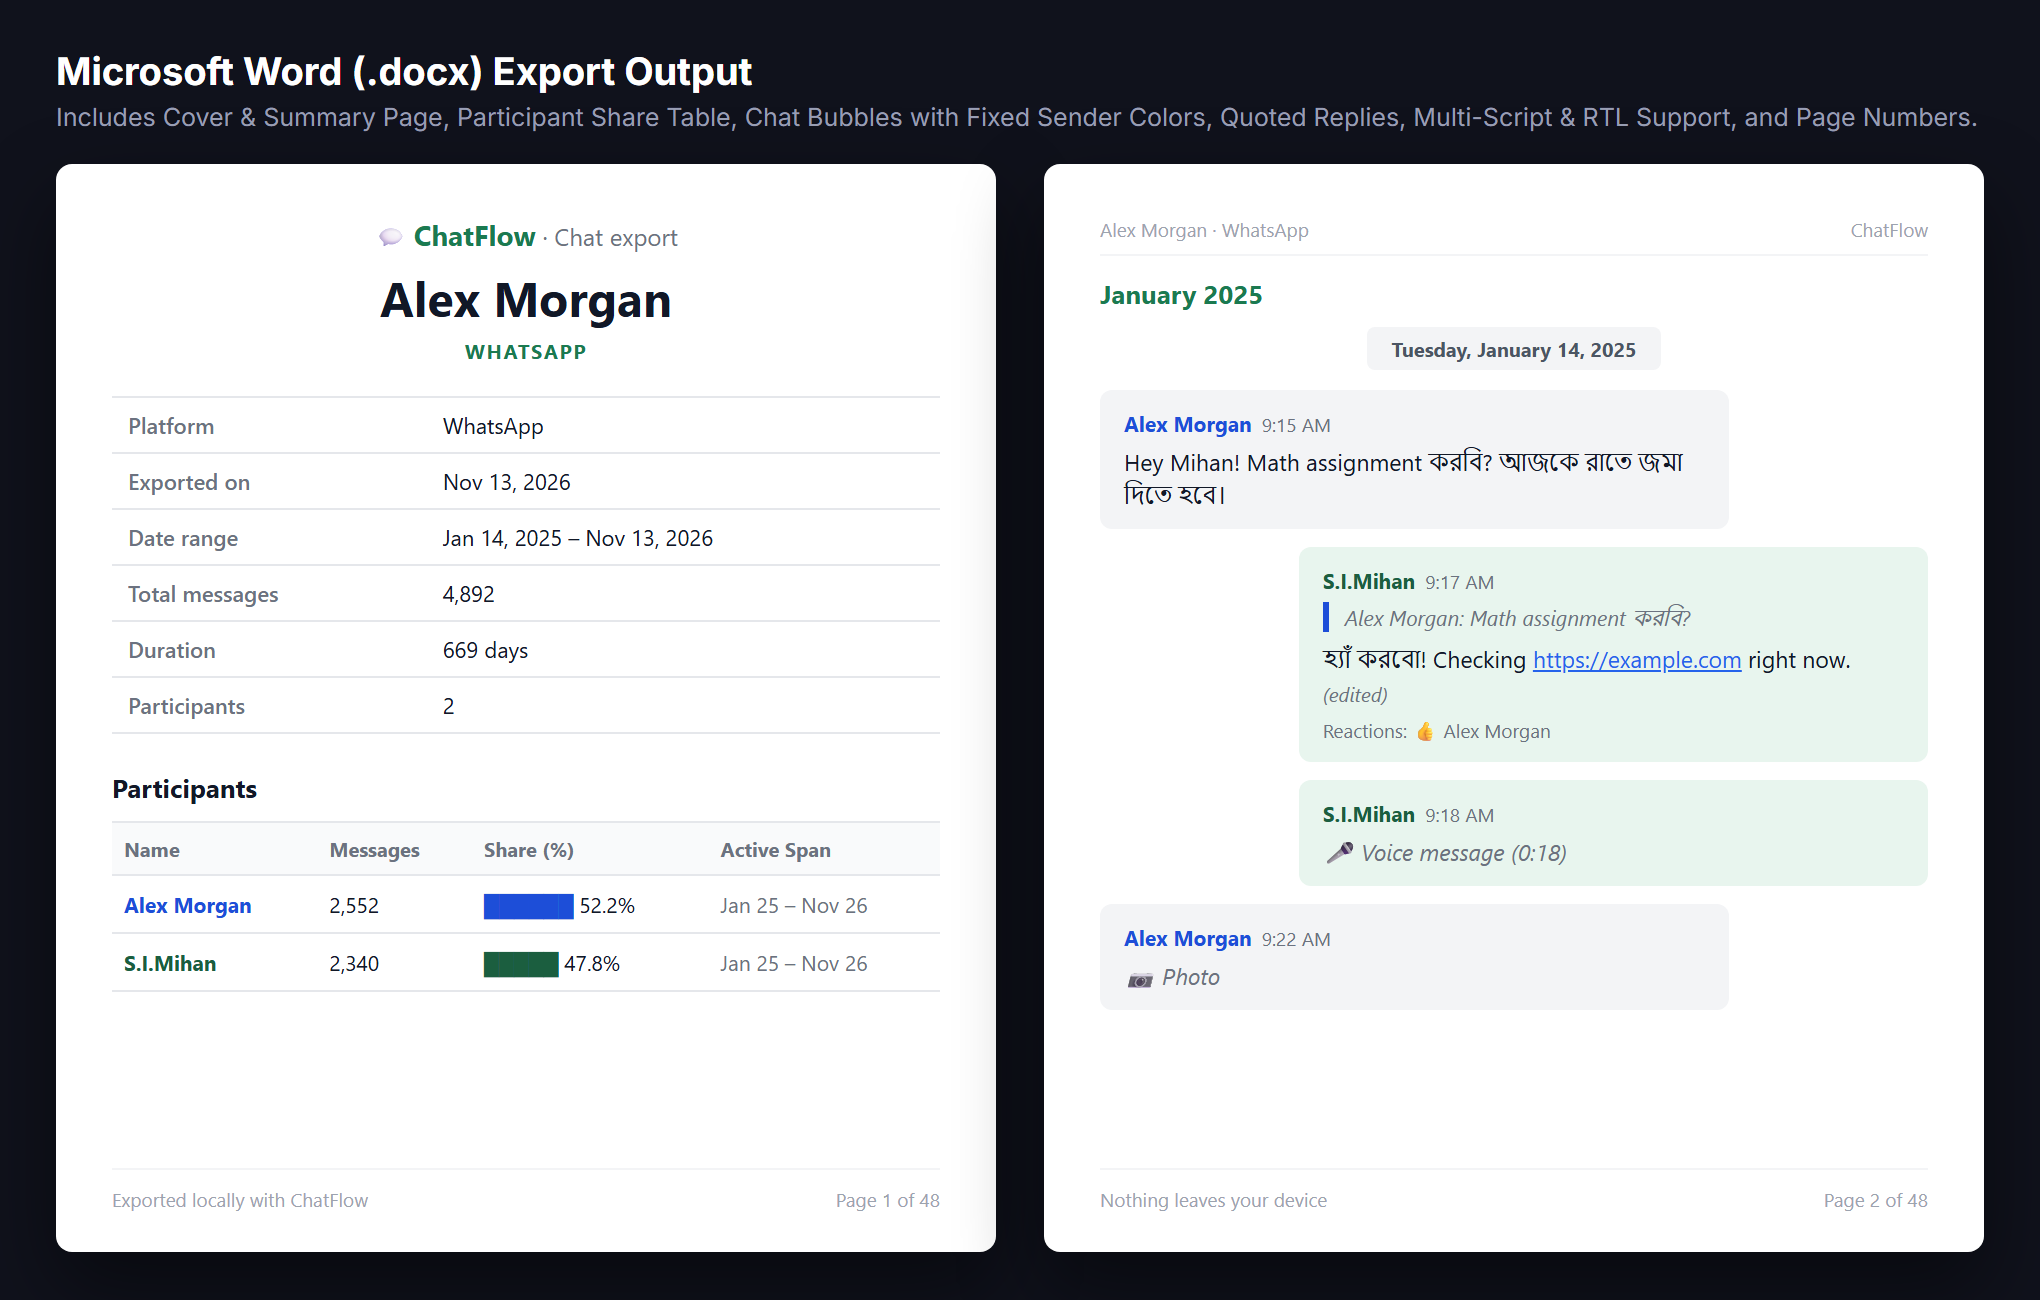 Microsoft Word (.docx) Export Output
Includes Cover & Summary Page, Participant Share Table, Chat Bubbles with Fixed Sender Colors, Quoted Replies, Multi-Script & RTL Support, and Page Numbers.
💬 ChatFlow · Chat export
Alex Morgan
WHATSAPP
Platform WhatsApp
Exported on Nov 13, 2026
Date range Jan 14, 2025 – Nov 13, 2026
Total messages 4,892
Duration 669 days
Participants 2
Participants
Name Messages Share (%) Active Span
Alex Morgan 2,552 52.2% Jan 25 – Nov 26
S.I.Mihan 2,340 47.8% Jan 25 – Nov 26
Exported locally with ChatFlow Page 1 of 48
Alex Morgan · WhatsApp ChatFlow
January 2025
Tuesday, January 14, 2025
Alex Morgan 9:15 AM
Hey Mihan! Math assignment করবি? আজকে রাতে জমা
দিতে হবে।
S.I.Mihan 9:17 AM
Alex Morgan: Math assignment করবি?
হ্যাঁ করবো! Checking https://example.com right now.
(edited)
Reactions: 👍 Alex Morgan
S.I.Mihan 9:18 AM
🎤 Voice message (0:18)
Alex Morgan 9:22 AM
📷 Photo
Nothing leaves your device Page 2 of 48